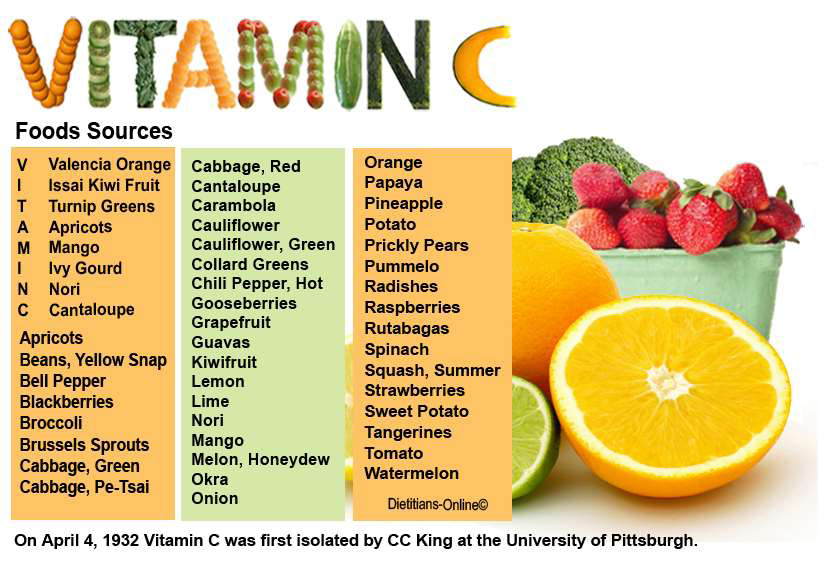 VITAMIN C
Foods Sources
V Valencia Orange
I Issai Kiwi Fruit
T Turnip Greens
A Apricots
M Mango
I Ivy Gourd
N Nori
C Cantaloupe
Apricots
Beans, Yellow Snap
Bell Pepper
Blackberries
Broccoli
Brussels Sprouts
Cabbage, Green
Cabbage, Pe-Tsai
Cabbage, Red
Cantaloupe
Carambola
Cauliflower
Cauliflower, Green
Collard Greens
Chili Pepper, Hot
Gooseberries
Grapefruit
Guavas
Kiwifruit
Lemon
Lime
Nori
Mango
Melon, Honeydew
Okra
Onion
Orange
Papaya
Pineapple
Potato
Prickly Pears
Pummelo
Radishes
Raspberries
Rutabagas
Spinach
Squash, Summer
Strawberries
Sweet Potato
Tangerines
Tomato
Watermelon
Dietitians-Online©
On April 4, 1932 Vitamin C was first isolated by CC King at the University of Pittsburgh.